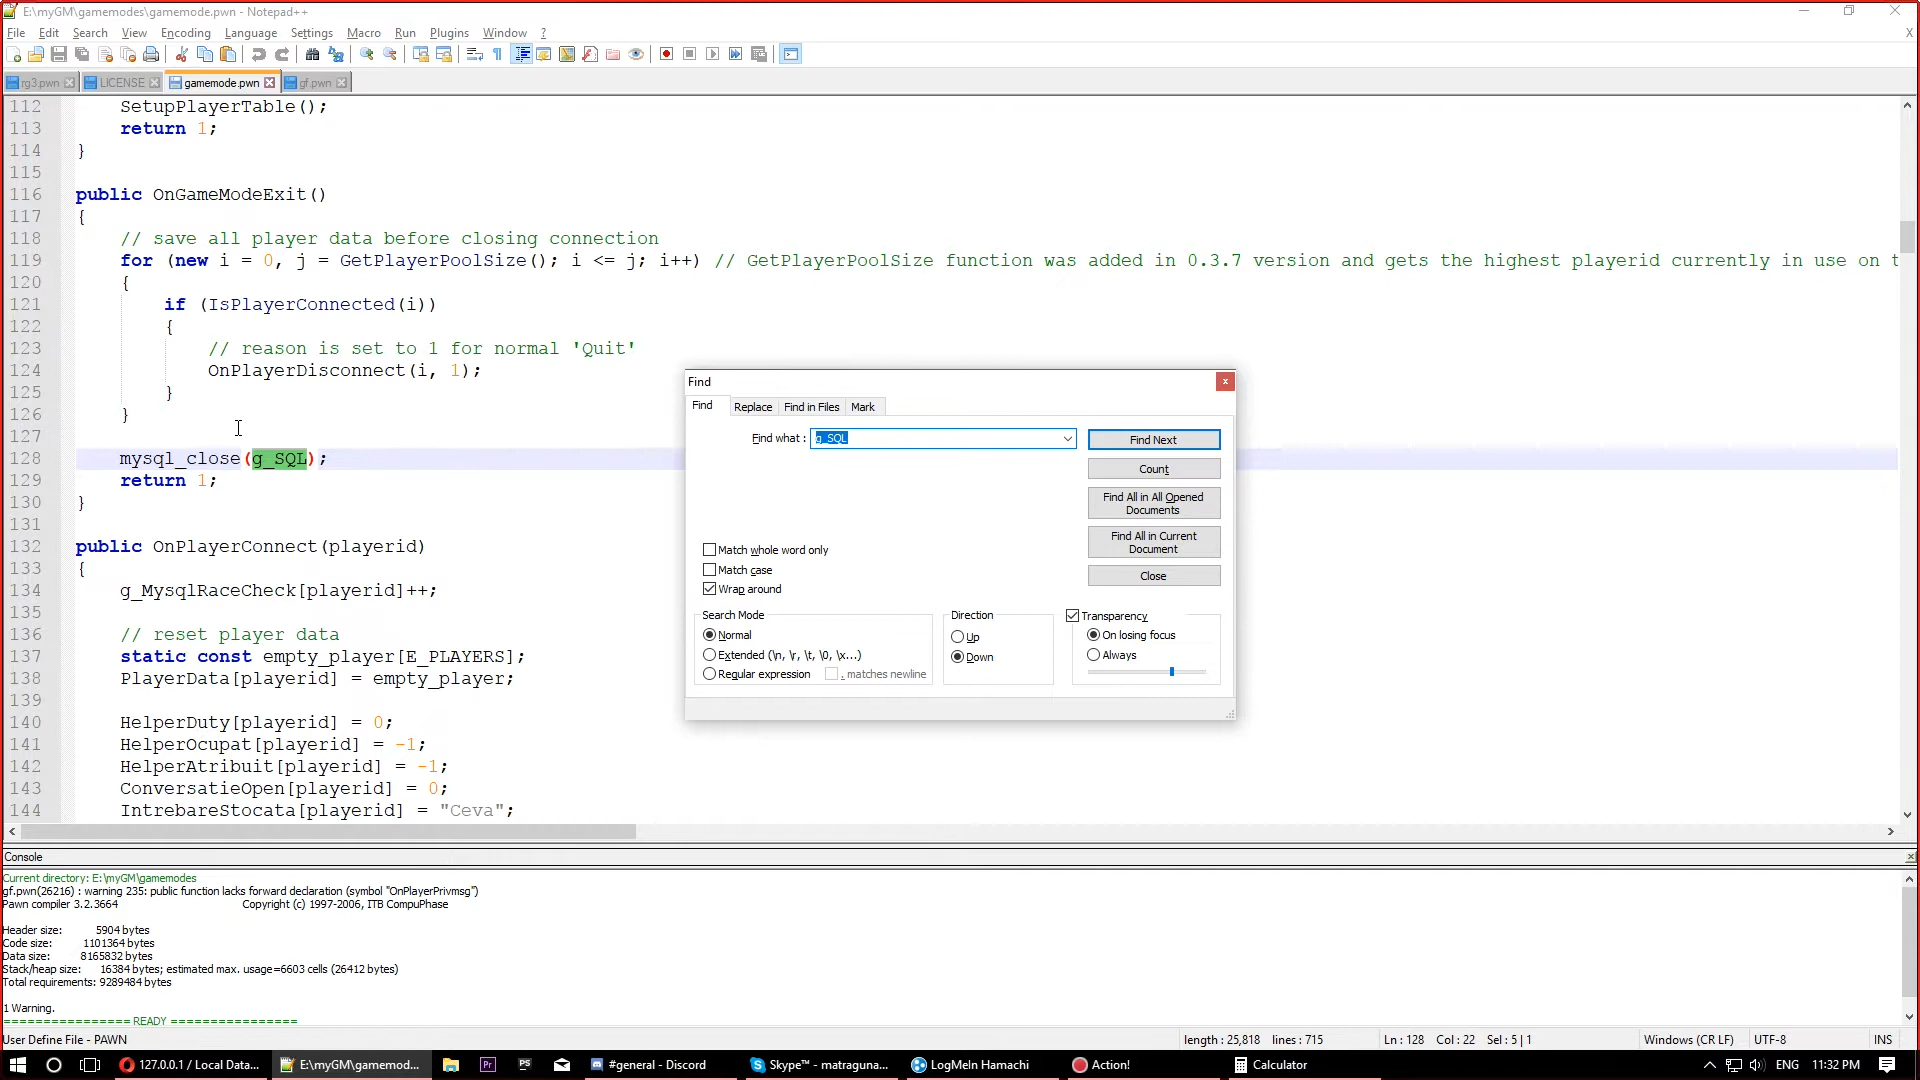 E:\myGM\gamemodes\gamemode.pwn - Notepad++
File Edit Search View Encoding Language Settings Macro Run Plugins Window ? X
rg3.pwn LICENSE gamemode.pwn gf.pwn
112 SetupPlayerTable();
113 return 1;
114 }
115
116 public OnGameModeExit()
117 {
118 // save all player data before closing connection
119 for (new i = 0, j = GetPlayerPoolSize(); i <= j; i++) // GetPlayerPoolSize function was added in 0.3.7 version and gets the highest playerid currently in use on t
120 {
121 if (IsPlayerConnected(i))
122 {
123 // reason is set to 1 for normal 'Quit'
124 OnPlayerDisconnect(i, 1);
125 }
126 }
127
128 mysql_close(g_SQL);
129 return 1;
130 }
131
132 public OnPlayerConnect(playerid)
133 {
134 g_MysqlRaceCheck[playerid]++;
135
136 // reset player data
137 static const empty_player[E_PLAYERS];
138 PlayerData[playerid] = empty_player;
139
140 HelperDuty[playerid] = 0;
141 HelperOcupat[playerid] = -1;
142 HelperAtribuit[playerid] = -1;
143 ConversatieOpen[playerid] = 0;
144 IntrebareStocata[playerid] = "Ceva";
Find
Find Replace Find in Files Mark
Find what : g_SQL
Find Next
Count
Find All in All Opened
Documents
Find All in Current
Document
Close
Match whole word only
Match case
Wrap around
Search Mode
Normal
Extended (\n, \r, \t, \0, \x...)
Regular expression . matches newline
Direction
Up
Down
Transparency
On losing focus
Always
Console
Current directory: E:\myGM\gamemodes
gf.pwn(26216) : warning 235: public function lacks forward declaration (symbol "OnPlayerPrivmsg")
Pawn compiler 3.2.3664 Copyright (c) 1997-2006, ITB CompuPhase
Header size: 5904 bytes
Code size: 1101364 bytes
Data size: 8165832 bytes
Stack/heap size: 16384 bytes; estimated max. usage=6603 cells (26412 bytes)
Total requirements: 9289484 bytes
1 Warning.
================ READY ================
User Define File - PAWN length : 25,818 lines : 715 Ln : 128 Col : 22 Sel : 5 | 1 Windows (CR LF) UTF-8 INS
127.0.0.1 / Local Data... E:\myGM\gamemod... Pr PS #general - Discord Skype™ - matraguna... LogMeIn Hamachi Action! Calculator ENG 11:32 PM